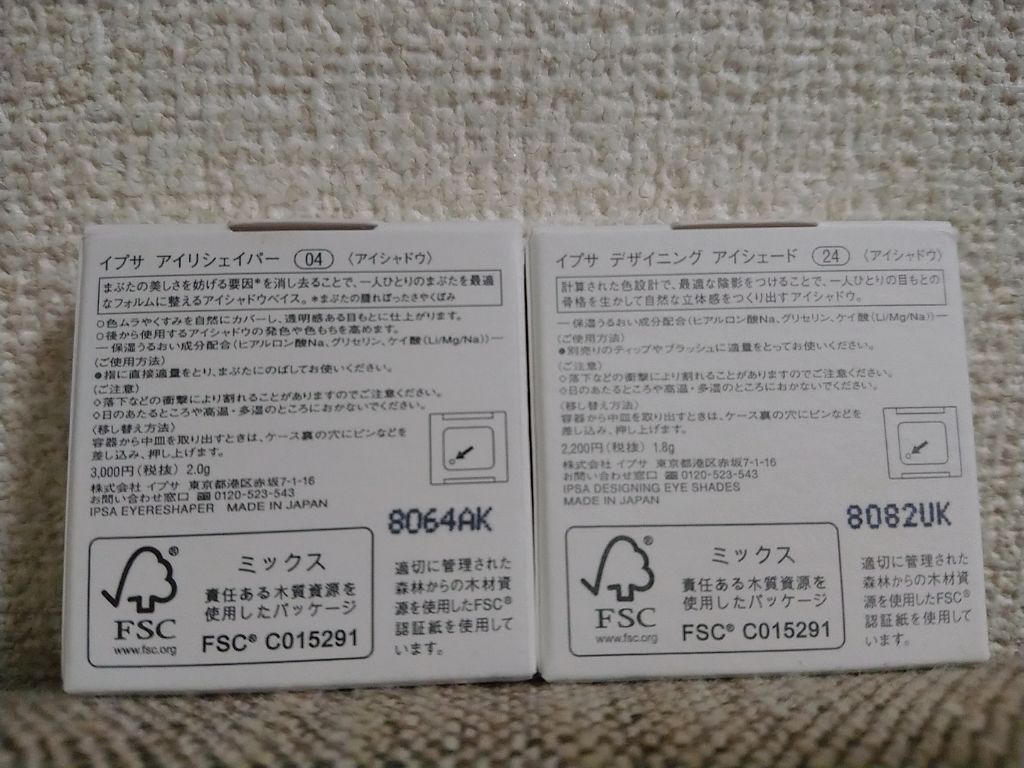 イプサ アイリシェイパー 04 〈アイシャドウ〉
まぶたの美しさを妨げる要因*を消し去ることで、一人ひとりのまぶたを最適
なフォルムに整えるアイシャドウベイス。*まぶたの腫れぼったさやくぼみ
○色ムラやくすみを自然にカバーし、透明感ある目もとに仕上がります。
○後から使用するアイシャドウの発色や色もちを高めます。
—保湿うるおい成分配合(ヒアルロン酸Na、グリセリン、ケイ酸(Li/Mg/Na))—
〈ご使用方法〉
●指に直接適量をとり、まぶたにのばしてお使いください。
〈ご注意〉
◇落下などの衝撃により割れることがありますのでご注意ください。
◇日のあたるところや高温・多湿のところにおかないでください。
〈移し替え方法〉
容器から中皿を取り出すときは、ケース裏の穴にピンなどを
差し込み、押し上げます。
3,000円(税抜) 2.0g
株式会社 イプサ 東京都港区赤坂7-1-16
お問い合わせ窓口 0120-523-543
IPSA EYERESHAPER MADE IN JAPAN
8064AK
FSC®
www.fsc.org
ミックス
責任ある木質資源を
使用したパッケージ
FSC® C015291
適切に管理された
森林からの木材資
源を使用したFSC®
認証紙を使用して
います。
イプサ デザイニング アイシェード 24 〈アイシャドウ〉
計算された色設計で、最適な陰影をつけることで、一人ひとりの目もとの
骨格を生かして自然な立体感をつくり出すアイシャドウ。
—保湿うるおい成分配合(ヒアルロン酸Na、グリセリン、ケイ酸(Li/Mg/Na))—
〈ご使用方法〉
●別売りのティップやブラッシュに適量をとってお使いください。
〈ご注意〉
◇落下などの衝撃により割れることがありますのでご注意ください。
◇日のあたるところや高温・多湿のところにおかないでください。
〈移し替え方法〉
容器から中皿を取り出すときは、ケース裏の穴にピンなどを
差し込み、押し上げます。
2,200円(税抜) 1.8g
株式会社 イプサ 東京都港区赤坂7-1-16
お問い合わせ窓口 0120-523-543
IPSA DESIGNING EYE SHADES
MADE IN JAPAN
8082UK
FSC®
www.fsc.org
ミックス
責任ある木質資源を
使用したパッケージ
FSC® C015291
適切に管理された
森林からの木材資
源を使用したFSC®
認証紙を使用して
います。